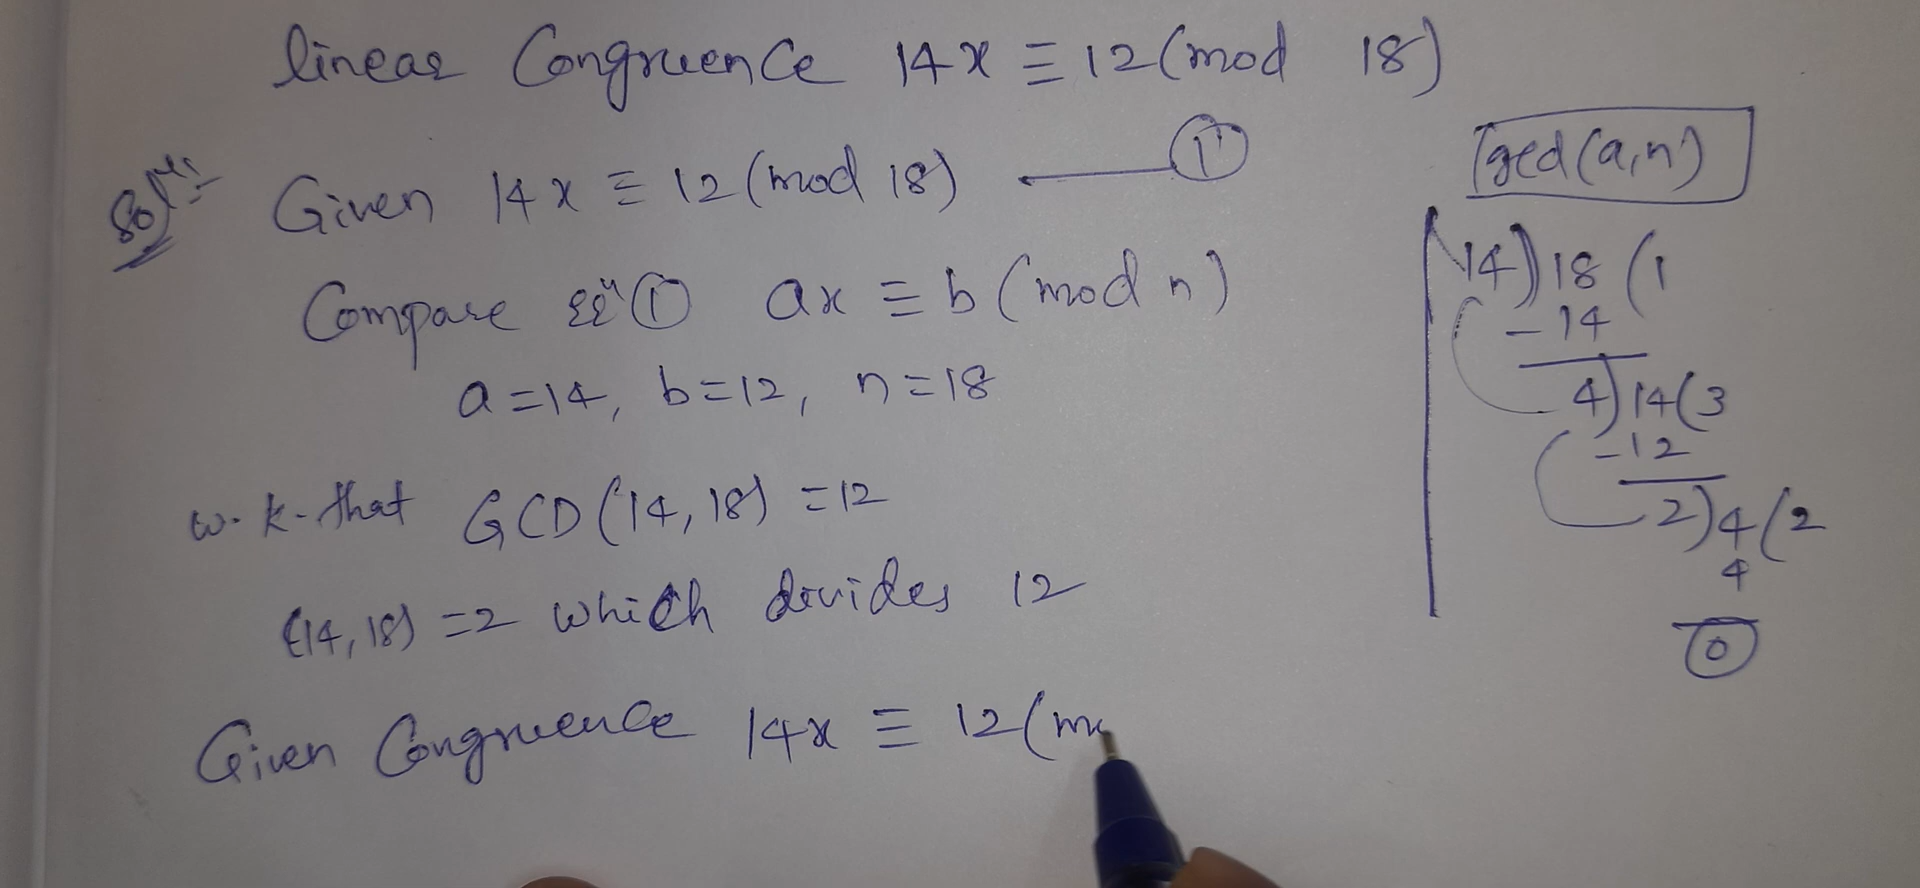 linear Congruence 14x ≡ 12(mod 18)
Solⁿ:-
Given 14x ≡ 12(mod 18) — ①
Compare ① ax ≡ b (mod n)
a=14, b=12, n=18
w.k.that GCD(14,18) =12
(14,18) =2 which divides 12
Given Congruence 14x ≡ 12(mo
gcd(a,n)
14)18(1
-14
4)14(3
-12
2)4(2
4
0